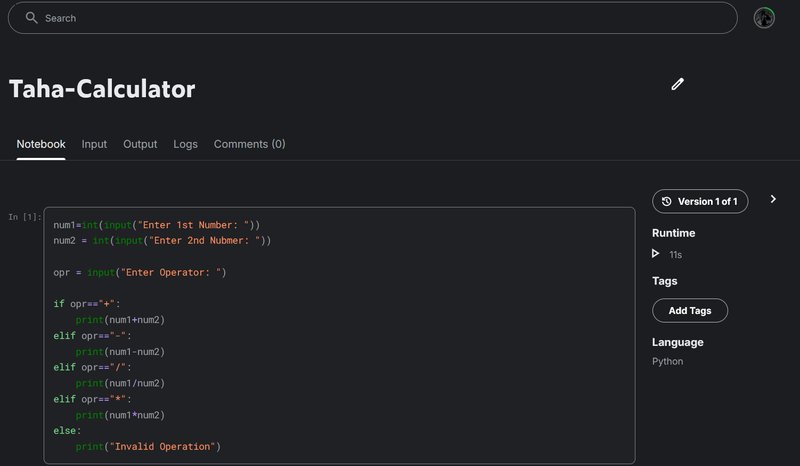 Search
Taha-Calculator
Notebook Input Output Logs Comments (0)
Version 1 of 1
In [1]:
num1=int(input("Enter 1st Number: "))
num2 = int(input("Enter 2nd Nubmer: "))
opr = input("Enter Operator: ")
if opr=="+":
    print(num1+num2)
elif opr=="-":
    print(num1-num2)
elif opr=="/":
    print(num1/num2)
elif opr=="*":
    print(num1*num2)
else:
    print("Invalid Operation")
Runtime
11s
Tags
Add Tags
Language
Python